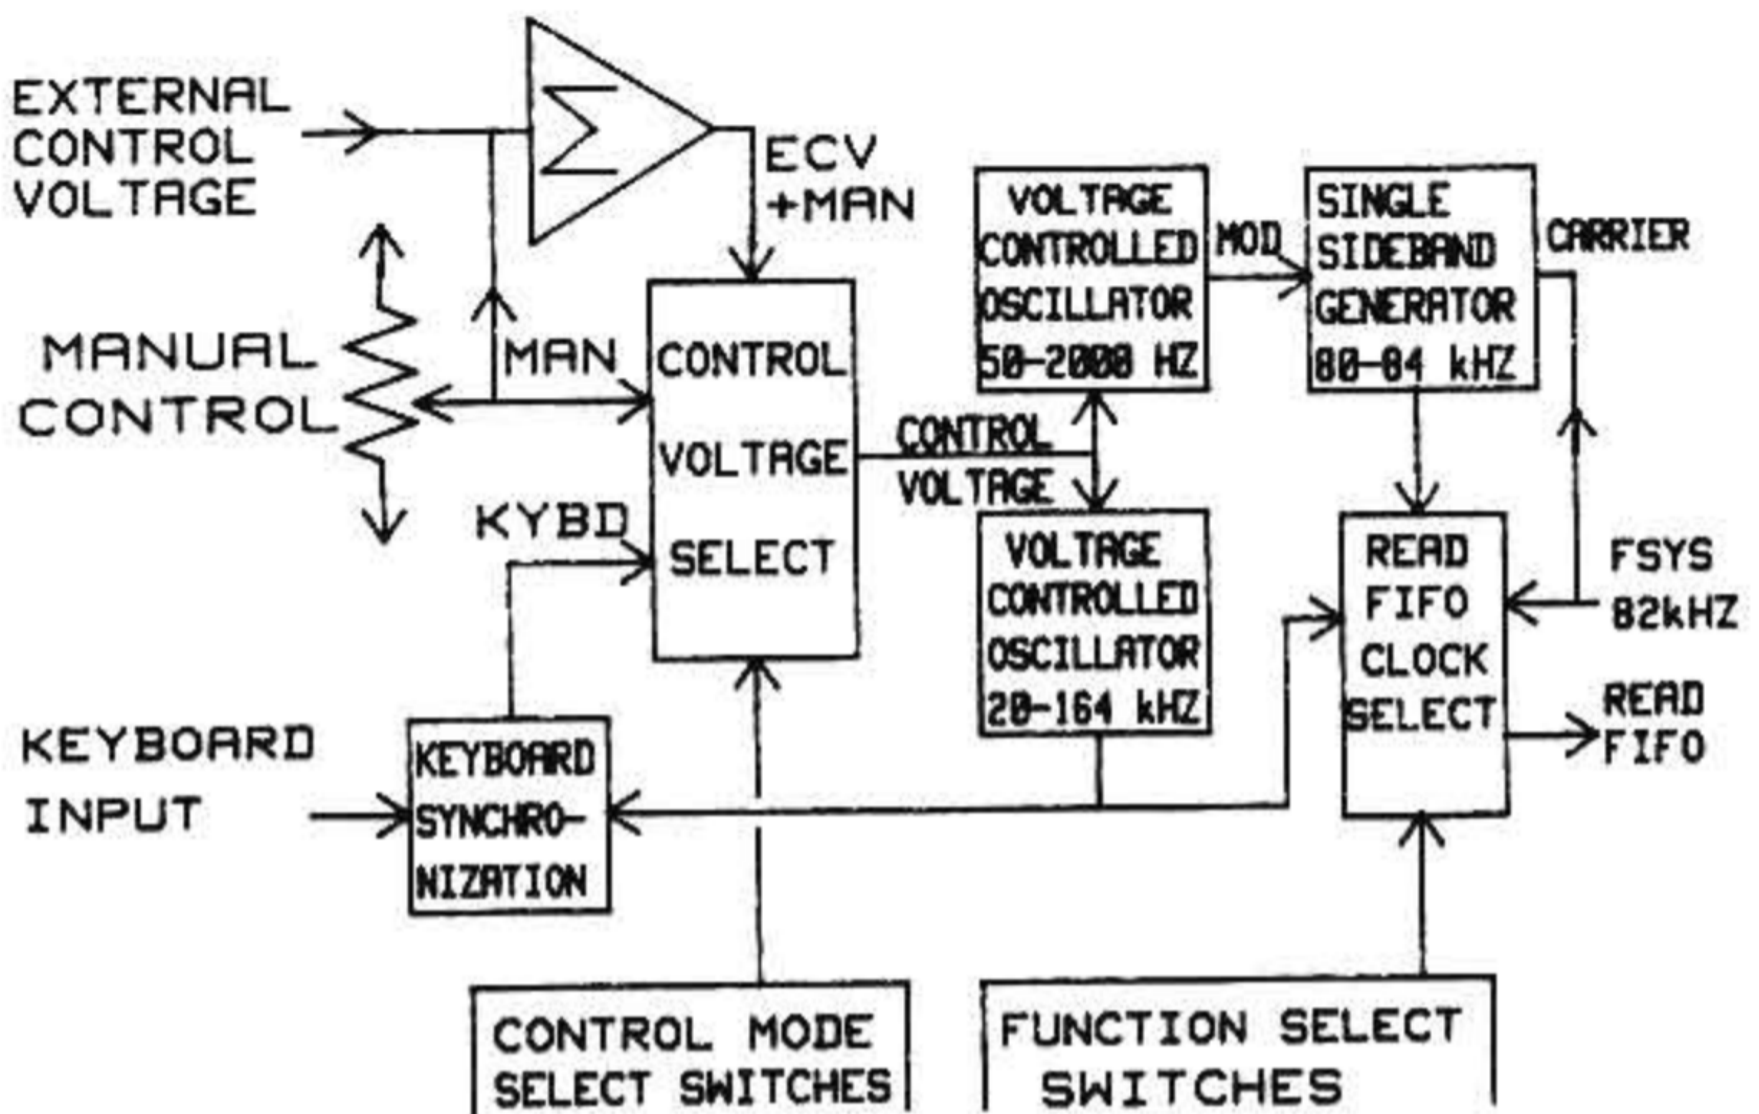 EXTERNAL
CONTROL
VOLTAGE
Σ
ECV
+MAN
MANUAL
CONTROL
MAN
KYBD
CONTROL
VOLTAGE
SELECT
CONTROL
VOLTAGE
VOLTAGE
CONTROLLED
OSCILLATOR
50-2000 HZ
MOD
SINGLE
SIDEBAND
GENERATOR
80-84 kHZ
CARRIER
VOLTAGE
CONTROLLED
OSCILLATOR
20-164 kHZ
READ
FIFO
CLOCK
SELECT
FSYS
82kHZ
READ
FIFO
KEYBOARD
INPUT
KEYBOARD
SYNCHRO-
NIZATION
CONTROL MODE
SELECT SWITCHES
FUNCTION SELECT
SWITCHES